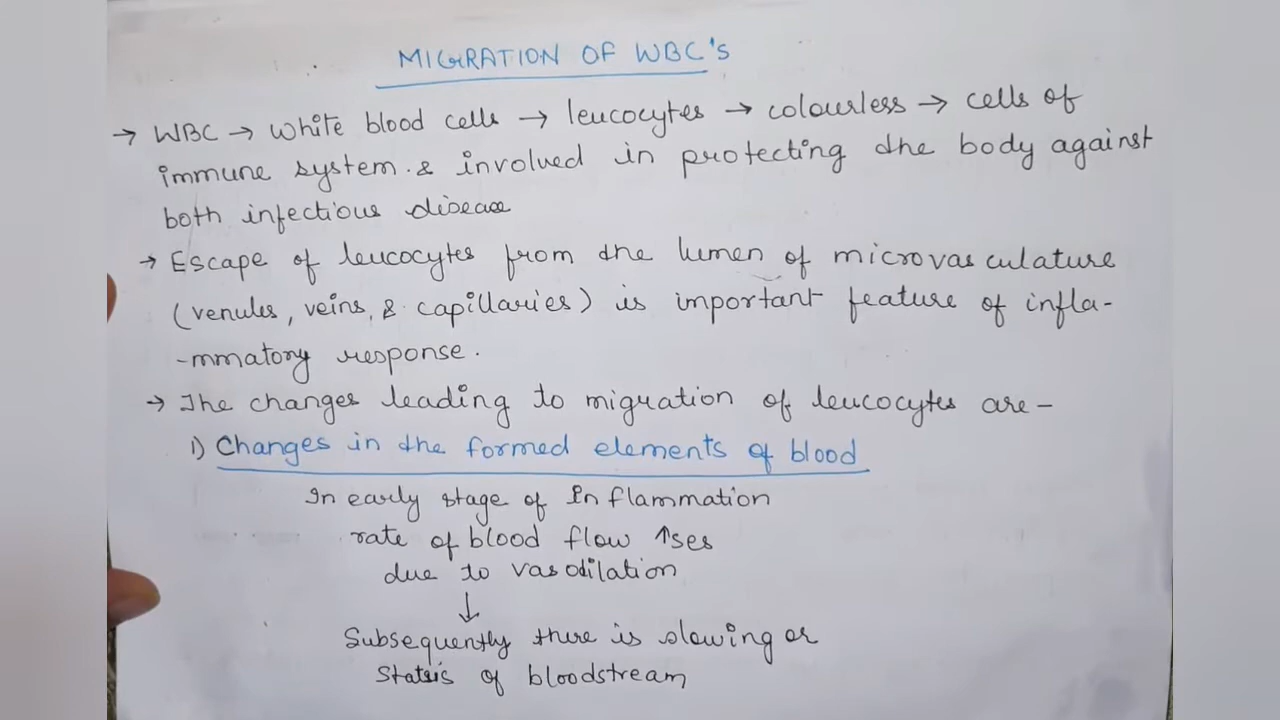 MIGRATION OF WBC's
→ WBC → White blood cells → leucocytes → colourless → cells of
immune system. & involved in protecting the body against
both infectious disease
→ Escape of leucocytes from the lumen of microvasculature
(venules, veins, & capillaries) is important feature of infla-
-mmatory response.
→ The changes leading to migration of leucocytes are -
1) Changes in the formed elements of blood
In early stage of Inflammation
rate of blood flow ↑ses
due to vasodilation
↓
Subsequently there is slowing or
Statsis of bloodstream